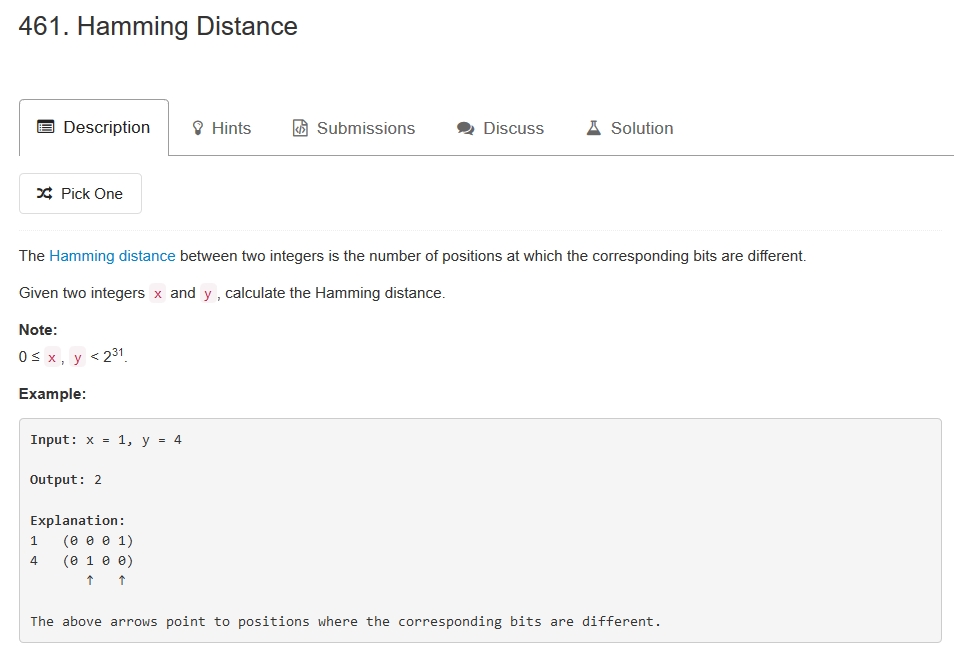 461. Hamming Distance
Description Hints Submissions Discuss Solution
Pick One
The Hamming distance between two integers is the number of positions at which the corresponding bits are different.
Given two integers x and y, calculate the Hamming distance.
Note:
0 ≤ x, y < 2³¹.
Example:
Input: x = 1, y = 4
Output: 2
Explanation:
1   (0 0 0 1)
4   (0 1 0 0)
       ↑   ↑
The above arrows point to positions where the corresponding bits are different.